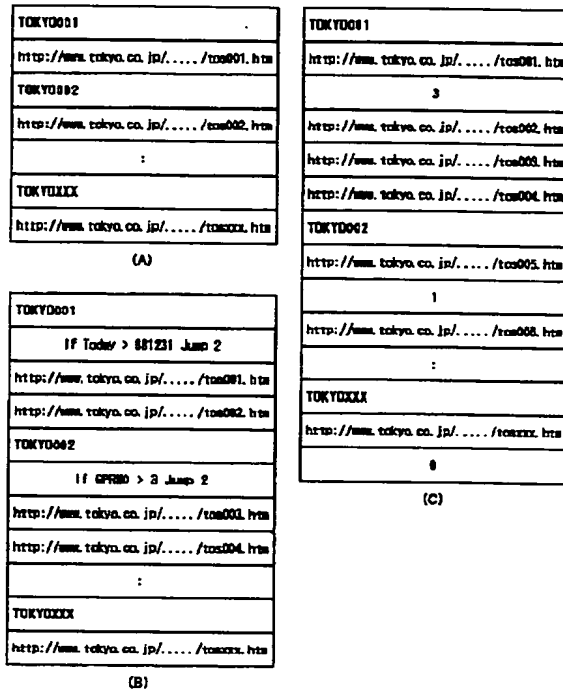 TOKYO001
http://www.tokyo.co.jp/...../tos001.htm
TOKYO002
http://www.tokyo.co.jp/...../tos002.htm
:
TOKYOXXX
http://www.tokyo.co.jp/...../tosxxx.htm
(A)
TOKYO001
If Today > Jump 2
http://www.tokyo.co.jp/...../tos001.htm
http://www.tokyo.co.jp/...../tos002.htm
TOKYO002
If > 3 Jump 2
http://www.tokyo.co.jp/...../tos003.htm
http://www.tokyo.co.jp/...../tos004.htm
:
TOKYOXXX
http://www.tokyo.co.jp/...../tosxxx.htm
(B)
TOKYO001
http://www.tokyo.co.jp/...../tos001.htm
3
http://www.tokyo.co.jp/...../tos002.htm
http://www.tokyo.co.jp/...../tos003.htm
http://www.tokyo.co.jp/...../tos004.htm
TOKYO002
http://www.tokyo.co.jp/...../tos005.htm
1
http://www.tokyo.co.jp/...../tos006.htm
:
TOKYOXXX
http://www.tokyo.co.jp/...../tosxxx.htm
0
(C)